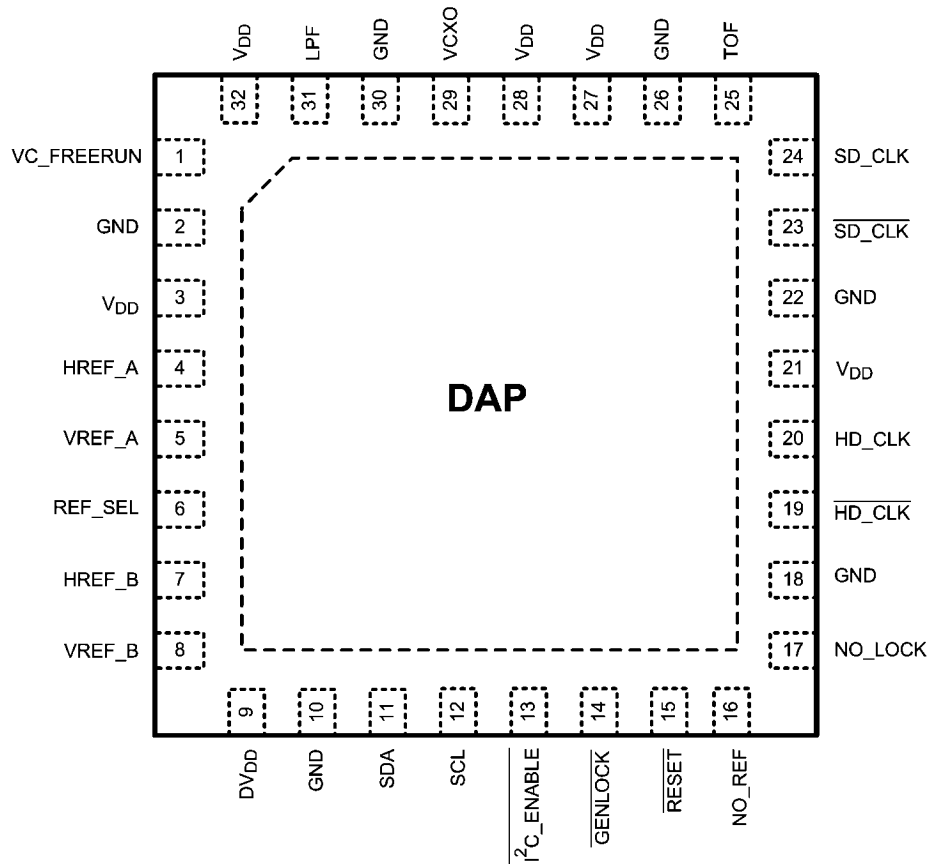 VDD
LPF
GND
VCXO
VDD
VDD
GND
TOF
32
31
30
29
28
27
26
25
VC_FREERUN 1
GND 2
VDD 3
HREF_A 4
VREF_A 5
REF_SEL 6
HREF_B 7
VREF_B 8
DAP
24 SD_CLK
23 SD_CLK
22 GND
21 VDD
20 HD_CLK
19 HD_CLK
18 GND
17 NO_LOCK
9
10
11
12
13
14
15
16
DVDD
GND
SDA
SCL
I²C_ENABLE
GENLOCK
RESET
NO_REF